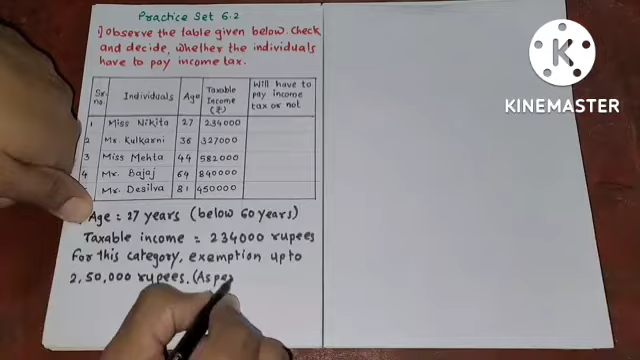 Practice Set 6.2
1) Observe the table given below. Check
and decide, whether the individuals
have to pay income tax.
Sr. no. Individuals Age Taxable Income (₹) Will have to pay income tax or not
1 Miss Nikita 27 234000
2 Mr. Kulkarni 36 327000
3 Miss Mehta 44 582000
4 Mr. Bajaj 64 840000
Mr. Desilva 81 450000
Age = 27 years (below 60 years)
Taxable income = 234000 rupees
For this category, exemption upto
2,50,000 rupees. (As per
KINEMASTER